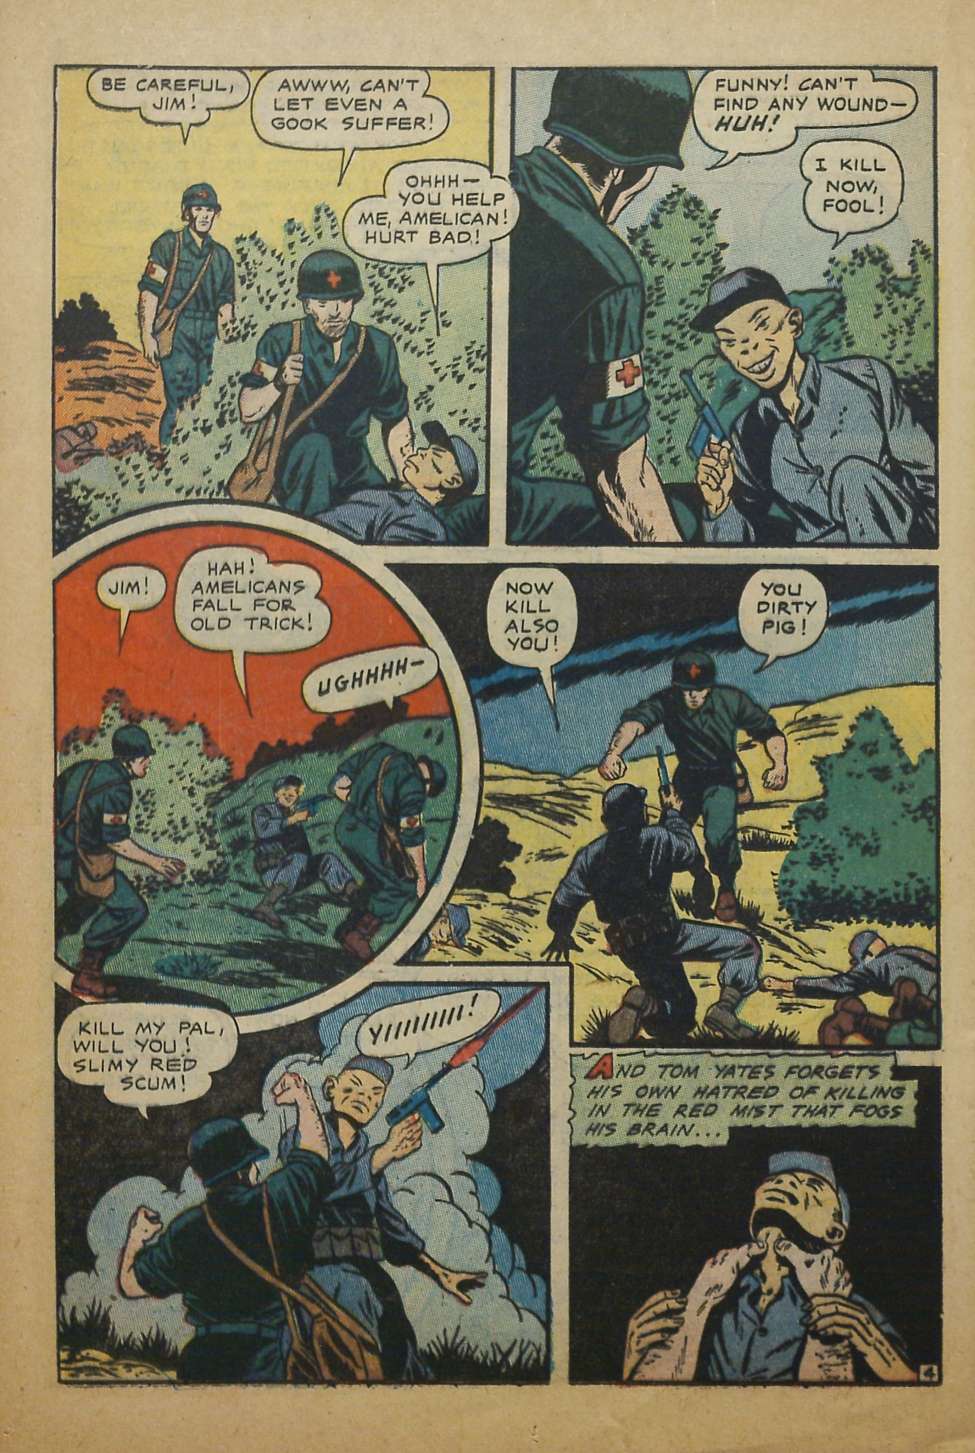 BE CAREFUL,
JIM!
AWWW, CAN'T
LET EVEN A
GOOK SUFFER!
OHHH—
YOU HELP
ME, AMELICAN!
HURT BAD!
FUNNY! CAN'T
FIND ANY WOUND—
HUH!
I KILL
NOW,
FOOL!
JIM!
HAH!
AMELICANS
FALL FOR
OLD TRICK!
UGHHHH—
NOW
KILL
ALSO
YOU!
YOU
DIRTY
PIG!
KILL MY PAL,
WILL YOU!
SLIMY RED
SCUM!
YIIIIIIIII!
AND TOM YATES FORGETS
HIS OWN HATRED OF KILLING
IN THE RED MIST THAT FOGS
HIS BRAIN...
4